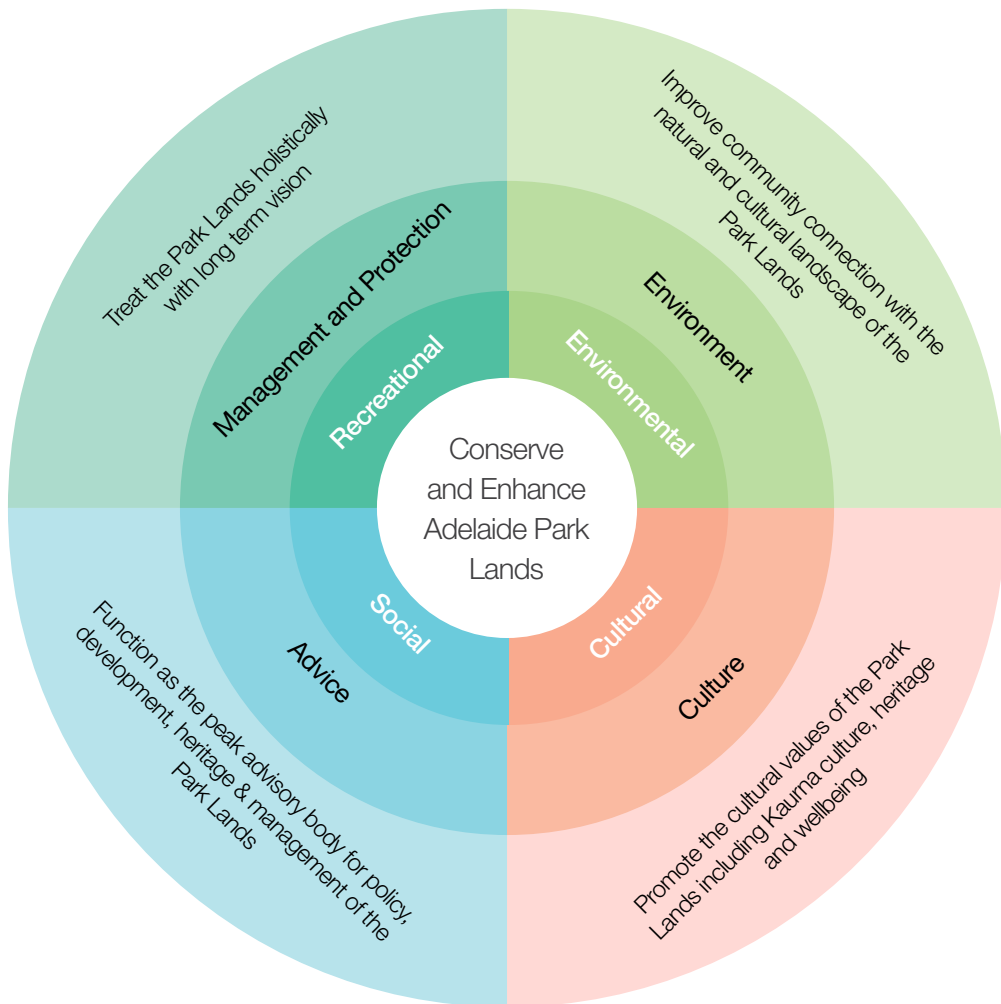 Treat the Park Lands holistically
with long term vision
Management and Protection
Recreational
Improve community connection with the
natural and cultural landscape of the
Park Lands
Environment
Environmental
Conserve
and Enhance
Adelaide Park
Lands
Social
Advice
Function as the peak advisory body for policy,
development, heritage & management of the
Park Lands
Cultural
Culture
Promote the cultural values of the Park
Lands including Kaurna culture, heritage
and wellbeing